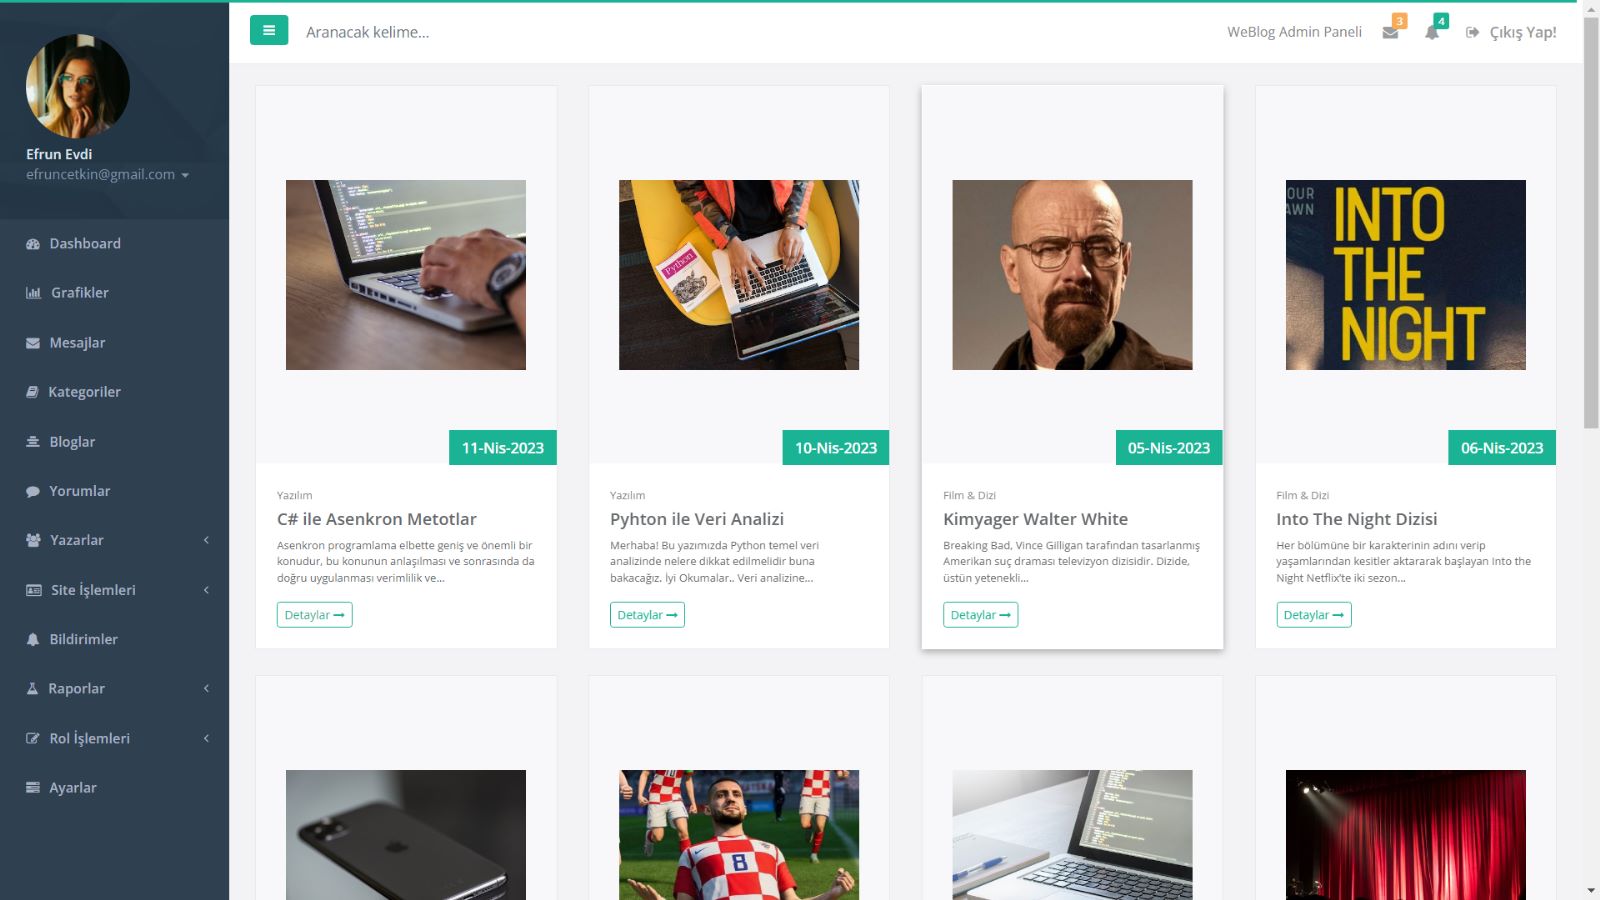 Aranacak kelime...
WeBlog Admin Paneli
3
4
Çıkış Yap!
Efrun Evdi
efruncetkin@gmail.com
Dashboard
Grafikler
Mesajlar
Kategoriler
Bloglar
Yorumlar
Yazarlar
Site İşlemleri
Bildirimler
Raporlar
Rol İşlemleri
Ayarlar
11-Nis-2023
Yazılım
C# ile Asenkron Metotlar
Asenkron programlama elbette geniş ve önemli bir
konudur, bu konunun anlaşılması ve sonrasında da
doğru uygulanması verimlilik ve...
Detaylar
Python
10-Nis-2023
Yazılım
Pyhton ile Veri Analizi
Merhaba! Bu yazımızda Python temel veri
analizinde nelere dikkat edilmelidir buna
bakacağız. İyi Okumalar.. Veri analizine...
Detaylar
05-Nis-2023
Film & Dizi
Kimyager Walter White
Breaking Bad, Vince Gilligan tarafından tasarlanmış
Amerikan suç draması televizyon dizisidir. Dizide,
üstün yetenekli...
Detaylar
OUR
AWN
INTO
THE
NIGHT
06-Nis-2023
Film & Dizi
Into The Night Dizisi
Her bölümüne bir karakterinin adını verip
yaşamlarından kesitler aktararak başlayan Into the
Night Netflix'te iki sezon...
Detaylar
8